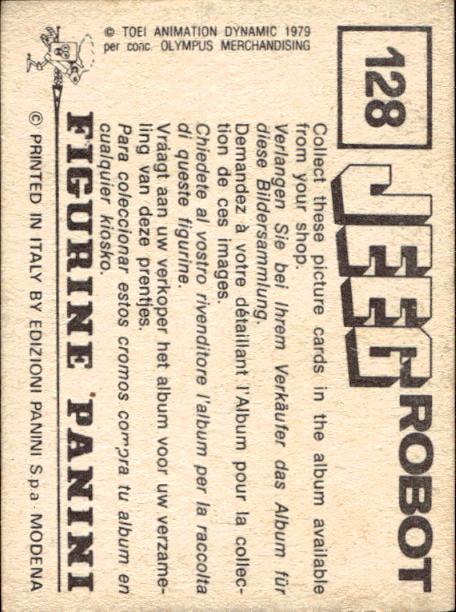 128
JEEG ROBOT
Collect these picture cards in the album available
from your shop.
Verlangen Sie bei Ihrem Verkäufer das Album für
diese Bildersammlung.
Demandez à votre détaillant l'Album pour la collec-
tion de ces images.
Chiedete al vostro rivenditore l'album per la raccolta
di queste figurine.
Vráagt aan uw verkoper het album voor uw verzame-
ling van deze prentjes.
Para coleccionar estos cromos compra tu album en
cualquier kiosko.
FIGURINE PANINI
© PRINTED IN ITALY BY EDIZIONI PANINI S.p.a - MODENA
© TOEI ANIMATION DYNAMIC 1979
per conc. OLYMPUS MERCHANDISING